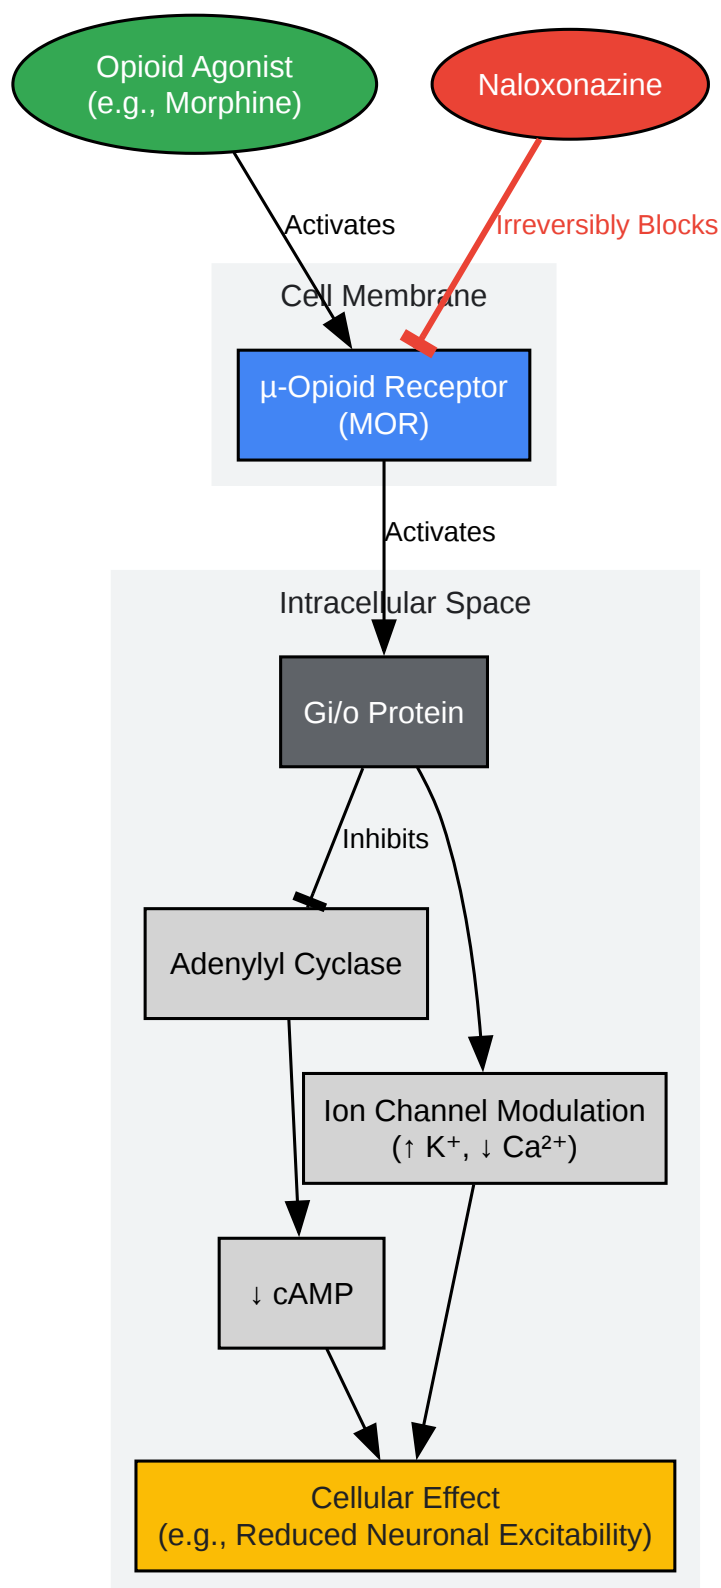 Opioid Agonist
(e.g., Morphine)
Naloxonazine
Activates
Irreversibly Blocks
Cell Membrane
µ-Opioid Receptor
(MOR)
Activates
Intracellular Space
Gi/o Protein
Inhibits
Adenylyl Cyclase
Ion Channel Modulation
(↑ K⁺, ↓ Ca²⁺)
↓ cAMP
Cellular Effect
(e.g., Reduced Neuronal Excitability)